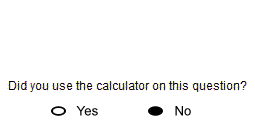 Did you use the calculator on this question?
Yes No